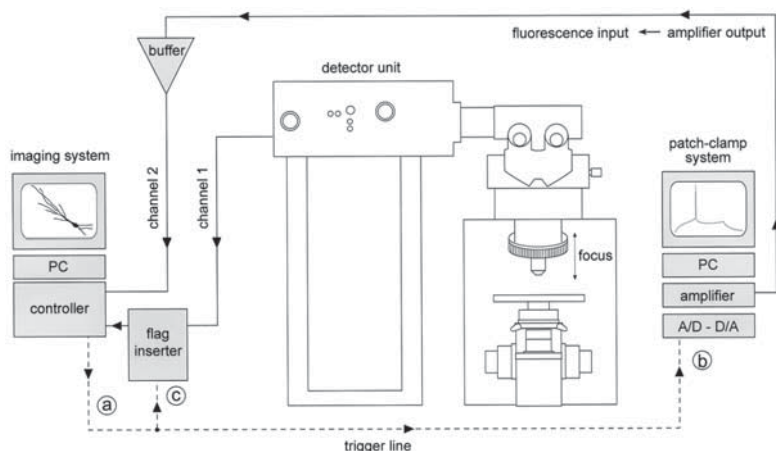 buffer
fluorescence input ← amplifier output
detector unit
imaging system
channel 2
channel 1
patch-clamp
system
PC
controller
flag
inserter
focus
PC
amplifier
A/D - D/A
a
c
b
trigger line